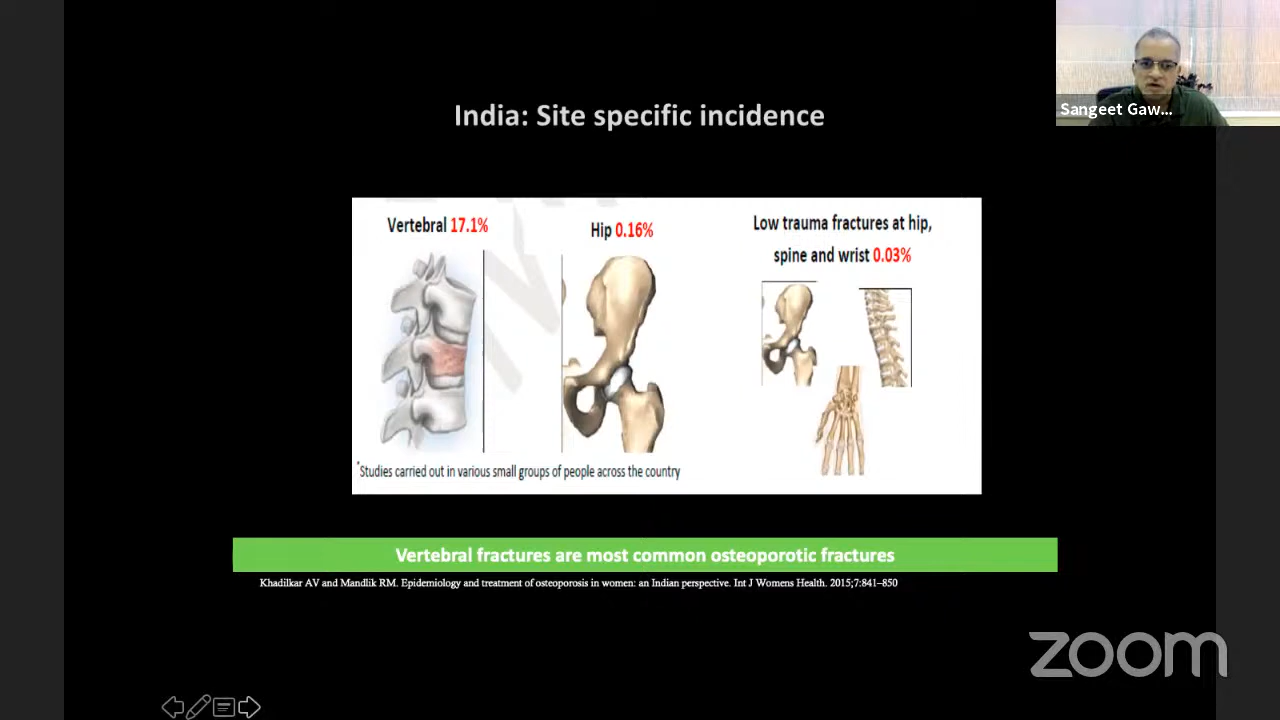 Sangeet Gaw...
India: Site specific incidence
Vertebral 17.1%
Hip 0.16%
Low trauma fractures at hip,
spine and wrist 0.03%
*Studies carried out in various small groups of people across the country
Vertebral fractures are most common osteoporotic fractures
Khadilkar AV and Mandlik RM. Epidemiology and treatment of osteoporosis in women: an Indian perspective. Int J Womens Health. 2015;7:841–850
zoom